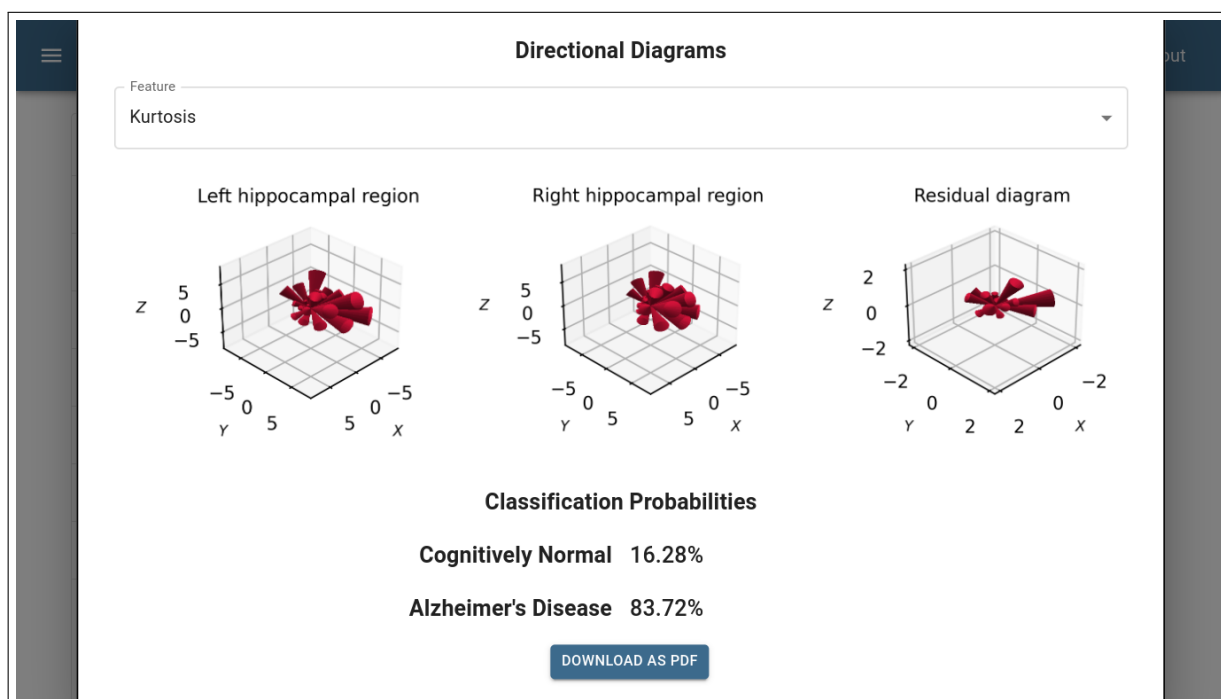 Directional Diagrams
out
Feature
Kurtosis
Left hippocampal region
Right hippocampal region
Residual diagram
Z
5
0
−5
−5
0
5
Y
5
0
−5
X
Z
5
0
−5
−5
0
5
Y
5
0
−5
X
Z
2
0
−2
−2
0
2
Y
2
0
−2
X
Classification Probabilities
Cognitively Normal 16.28%
Alzheimer's Disease 83.72%
DOWNLOAD AS PDF